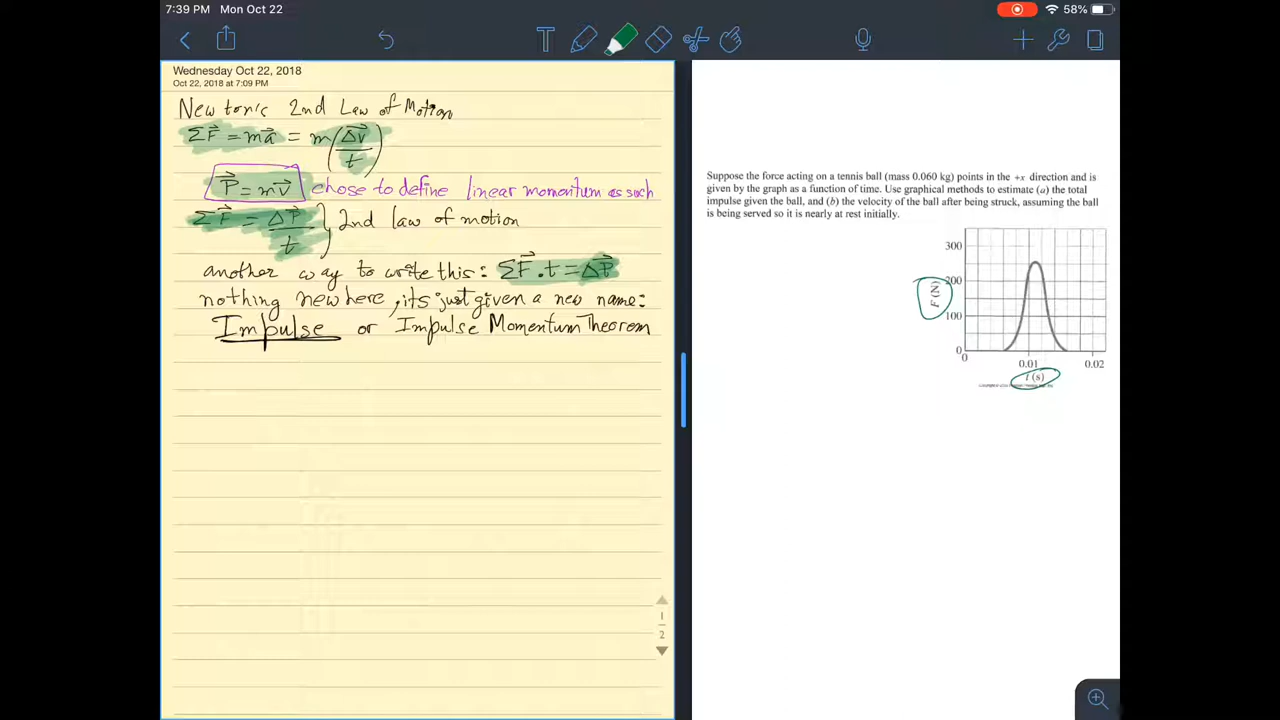 7:39 PM Mon Oct 22
58%
Wednesday Oct 22, 2018
Oct 22, 2018 at 7:09 PM
Newtonic 2nd Law of Motion
ΣF⃗ = ma⃗ = m(Δv⃗/t)
P⃗ = mv⃗ chose to define linear momentum as such
ΣF⃗ = ΔP⃗/t } 2nd law of motion
another way to write this: ΣF⃗ . t = ΔP⃗
nothing new here, its just given a new name:
Impulse or Impulse Momentum Theorem
1
2
Suppose the force acting on a tennis ball (mass 0.060 kg) points in the +x direction and is
given by the graph as a function of time. Use graphical methods to estimate (a) the total
impulse given the ball, and (b) the velocity of the ball after being struck, assuming the ball
is being served so it is nearly at rest initially.
300
200
100
0
F (N)
0
0.01
0.02
t (s)